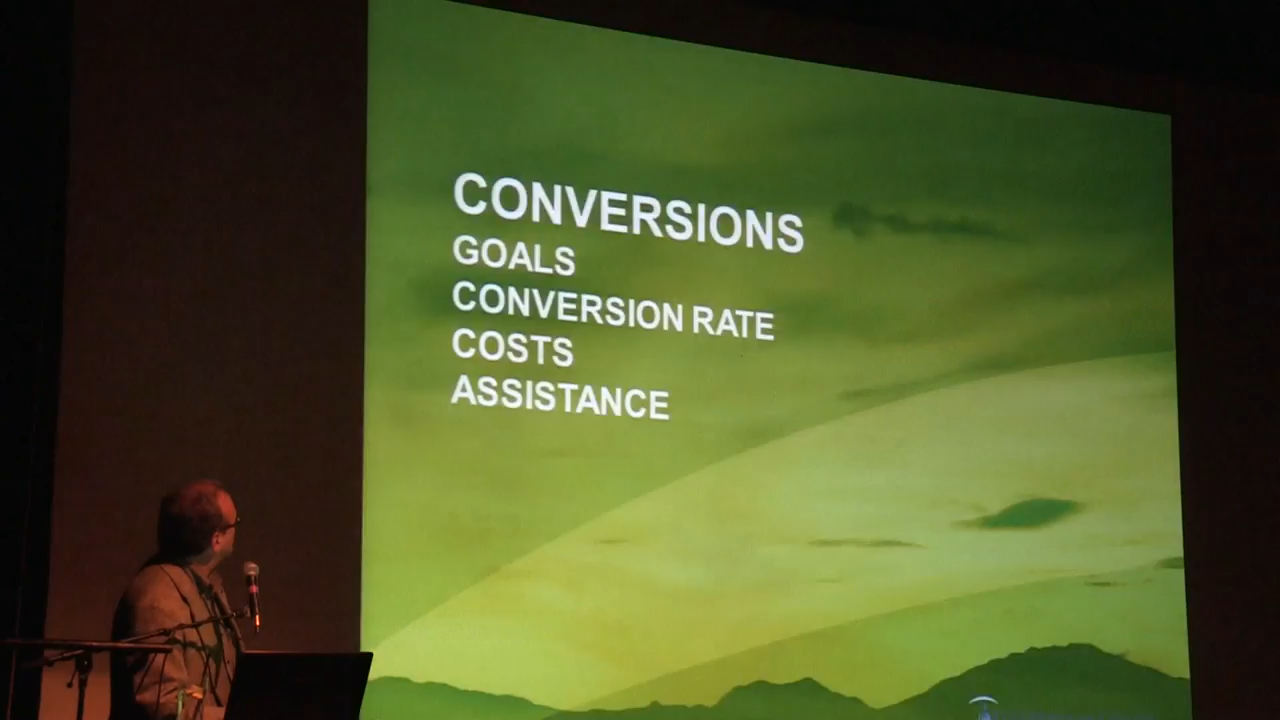 CONVERSIONS
GOALS
CONVERSION RATE
COSTS
ASSISTANCE